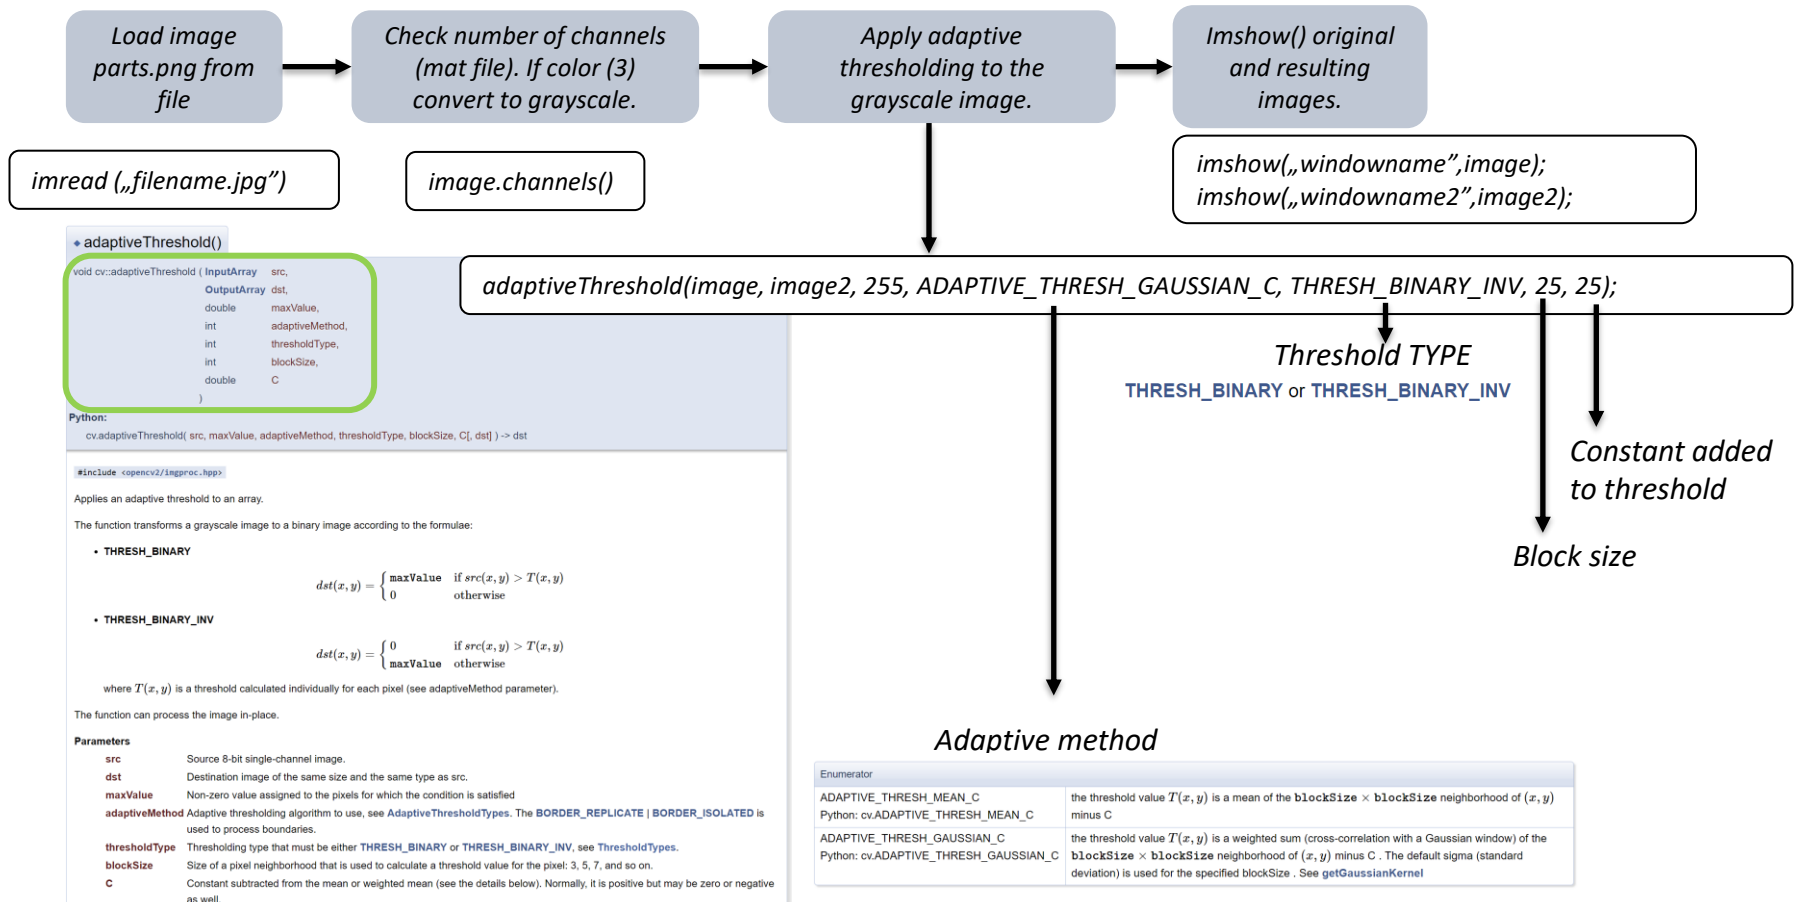 Load image
parts.png from
file
Check number of channels
(mat file). If color (3)
convert to grayscale.
Apply adaptive
thresholding to the
grayscale image.
Imshow() original
and resulting
images.
imread („filename.jpg”)
image.channels()
imshow(„windowname”,image);
imshow(„windowname2”,image2);
adaptiveThreshold()
void cv::adaptiveThreshold ( InputArray src,
OutputArray dst,
double maxValue,
int adaptiveMethod,
int thresholdType,
int blockSize,
double C
)
Python:
cv.adaptiveThreshold( src, maxValue, adaptiveMethod, thresholdType, blockSize, C[, dst] ) -> dst
adaptiveThreshold(image, image2, 255, ADAPTIVE_THRESH_GAUSSIAN_C, THRESH_BINARY_INV, 25, 25);
Threshold TYPE
THRESH_BINARY or THRESH_BINARY_INV
Constant added
to threshold
Block size
#include <opencv2/imgproc.hpp>
Applies an adaptive threshold to an array.
The function transforms a grayscale image to a binary image according to the formulae:
• THRESH_BINARY
dst(x, y) = { maxValue if src(x, y) > T(x, y)
0 otherwise
• THRESH_BINARY_INV
dst(x, y) = { 0 if src(x, y) > T(x, y)
maxValue otherwise
where T(x, y) is a threshold calculated individually for each pixel (see adaptiveMethod parameter).
The function can process the image in-place.
Parameters
src Source 8-bit single-channel image.
dst Destination image of the same size and the same type as src.
maxValue Non-zero value assigned to the pixels for which the condition is satisfied
adaptiveMethod Adaptive thresholding algorithm to use, see AdaptiveThresholdTypes. The BORDER_REPLICATE | BORDER_ISOLATED is
used to process boundaries.
thresholdType Thresholding type that must be either THRESH_BINARY or THRESH_BINARY_INV, see ThresholdTypes.
blockSize Size of a pixel neighborhood that is used to calculate a threshold value for the pixel: 3, 5, 7, and so on.
C Constant subtracted from the mean or weighted mean (see the details below). Normally, it is positive but may be zero or negative
as well.
Adaptive method
Enumerator
ADAPTIVE_THRESH_MEAN_C the threshold value T(x, y) is a mean of the blockSize × blockSize neighborhood of (x, y)
Python: cv.ADAPTIVE_THRESH_MEAN_C minus C
ADAPTIVE_THRESH_GAUSSIAN_C the threshold value T(x, y) is a weighted sum (cross-correlation with a Gaussian window) of the
Python: cv.ADAPTIVE_THRESH_GAUSSIAN_C blockSize × blockSize neighborhood of (x, y) minus C . The default sigma (standard
deviation) is used for the specified blockSize . See getGaussianKernel